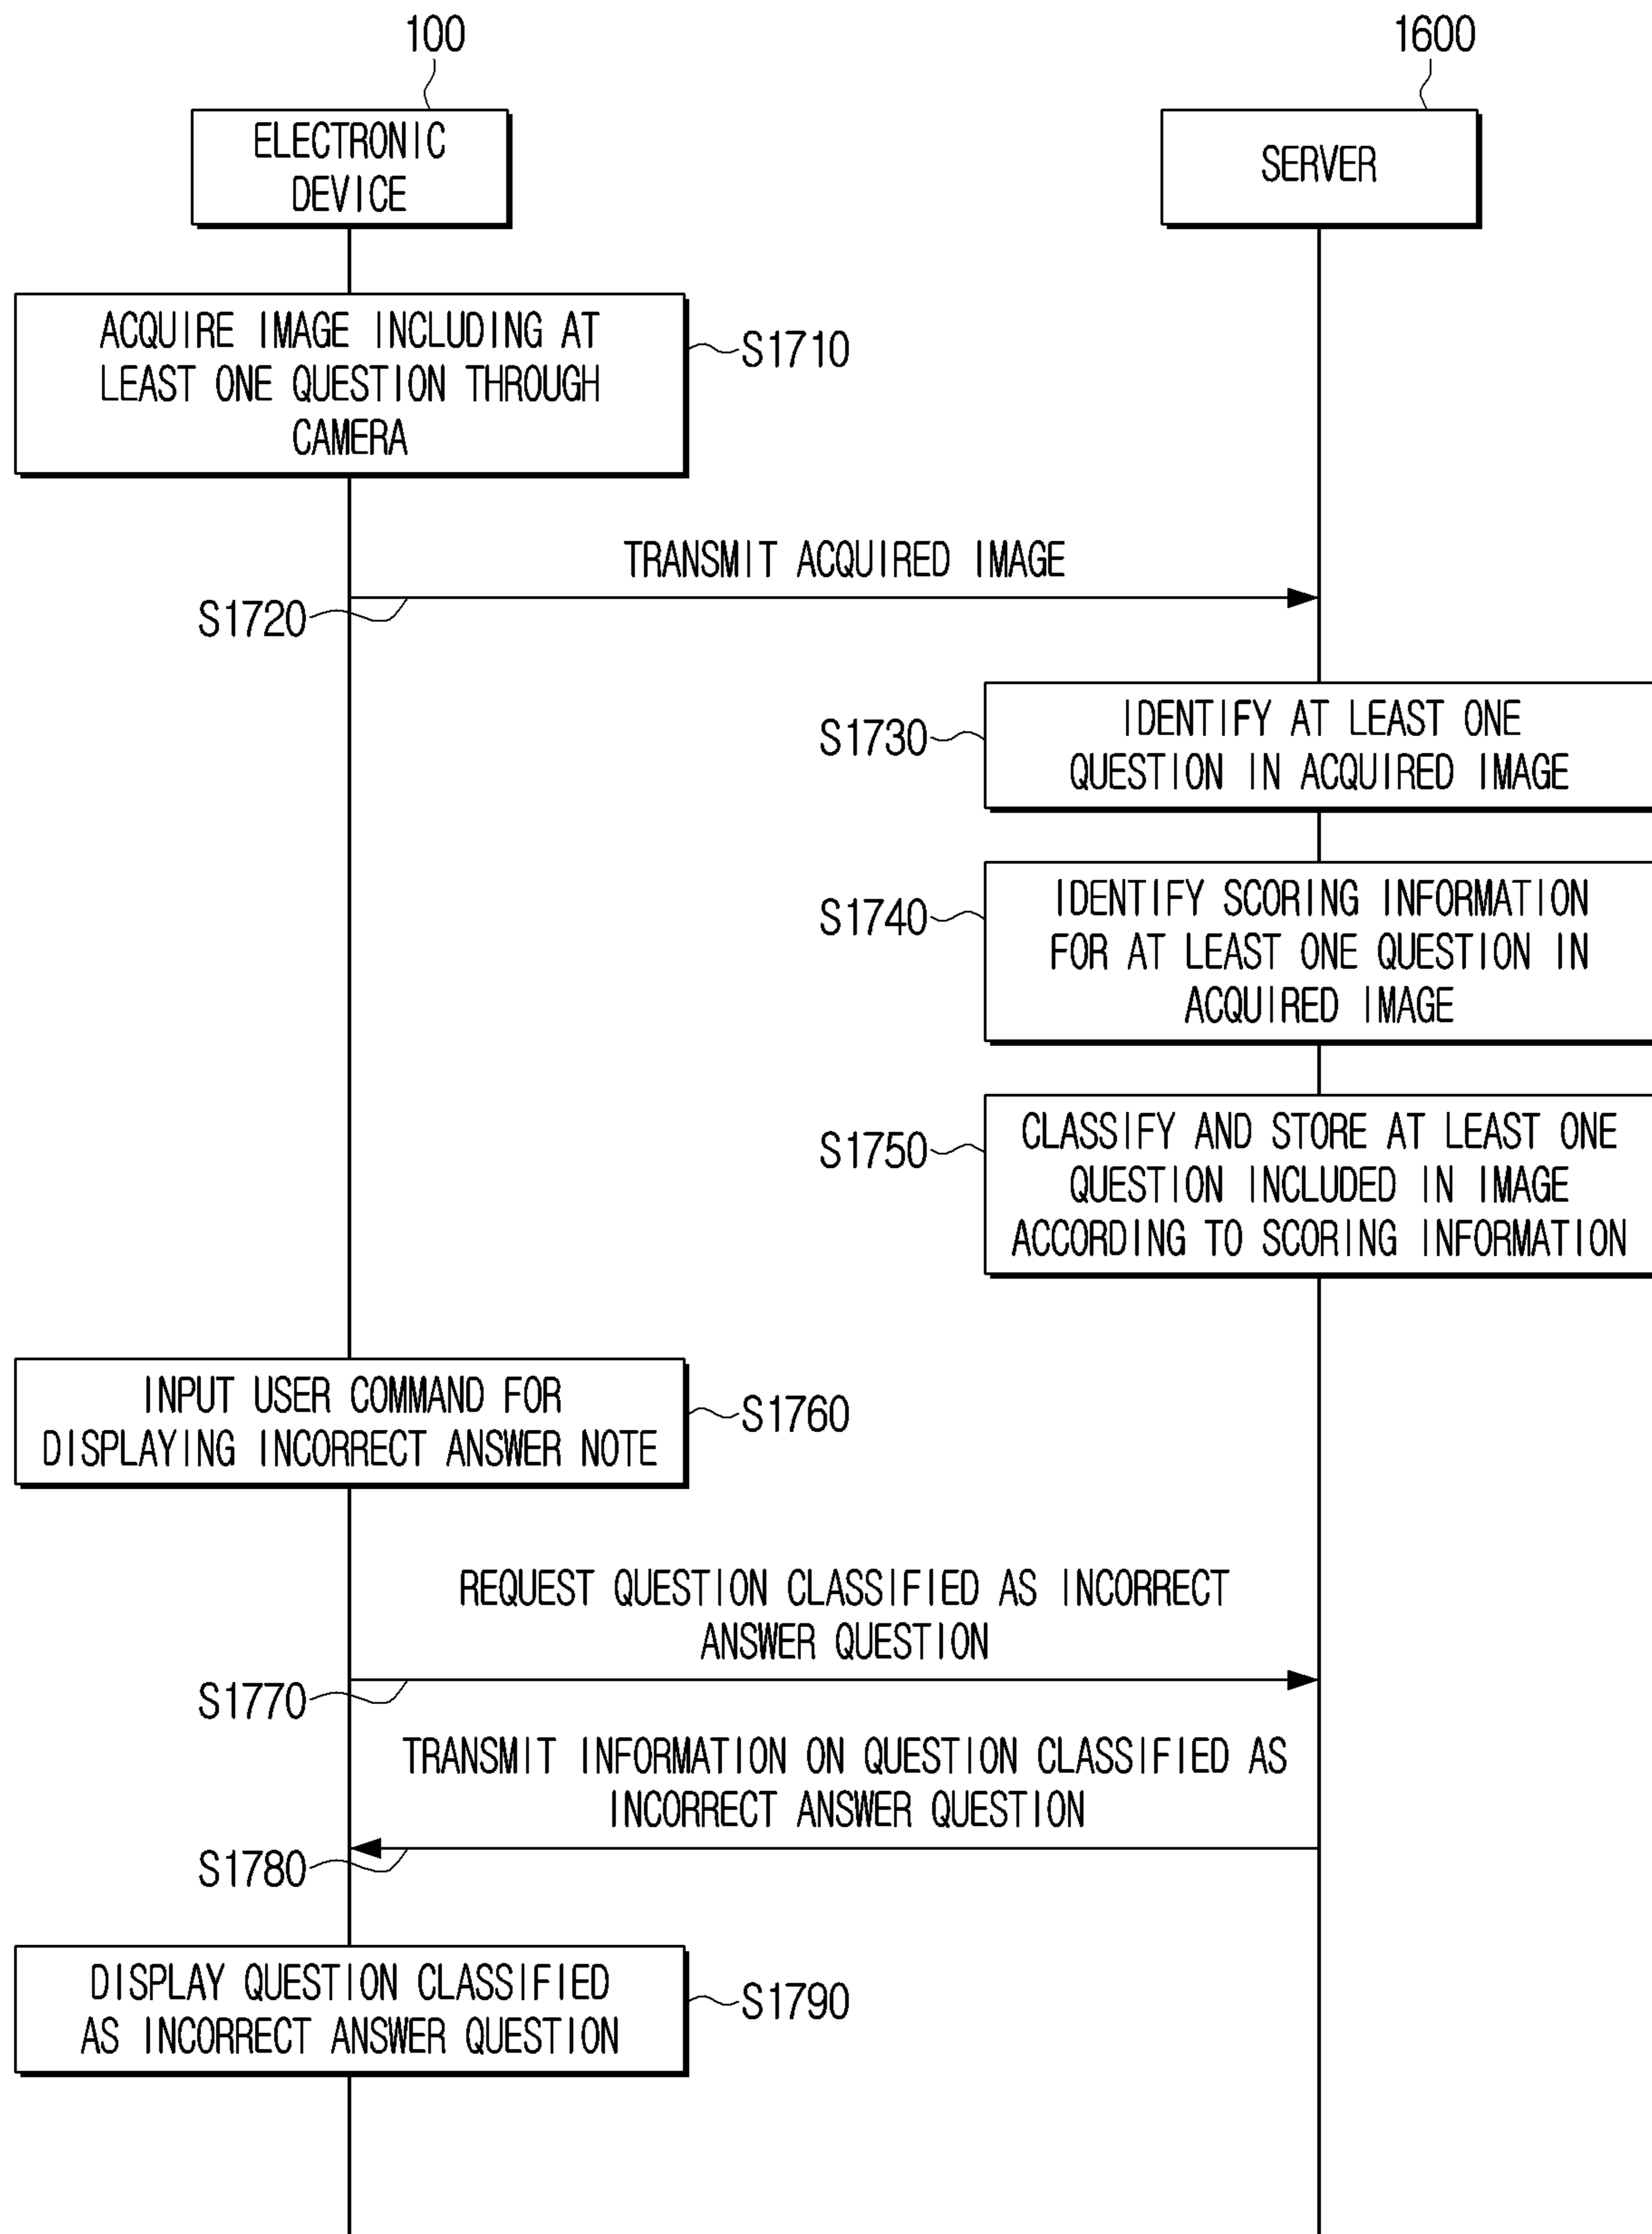 100
1600
ELECTRONIC
DEVICE
SERVER
ACQUIRE IMAGE INCLUDING AT
LEAST ONE QUESTION THROUGH
CAMERA
S1710
TRANSMIT ACQUIRED IMAGE
S1720
S1730
IDENTIFY AT LEAST ONE
QUESTION IN ACQUIRED IMAGE
S1740
IDENTIFY SCORING INFORMATION
FOR AT LEAST ONE QUESTION IN
ACQUIRED IMAGE
S1750
CLASSIFY AND STORE AT LEAST ONE
QUESTION INCLUDED IN IMAGE
ACCORDING TO SCORING INFORMATION
INPUT USER COMMAND FOR
DISPLAYING INCORRECT ANSWER NOTE
S1760
REQUEST QUESTION CLASSIFIED AS INCORRECT
ANSWER QUESTION
S1770
TRANSMIT INFORMATION ON QUESTION CLASSIFIED AS
INCORRECT ANSWER QUESTION
S1780
DISPLAY QUESTION CLASSIFIED
AS INCORRECT ANSWER QUESTION
S1790